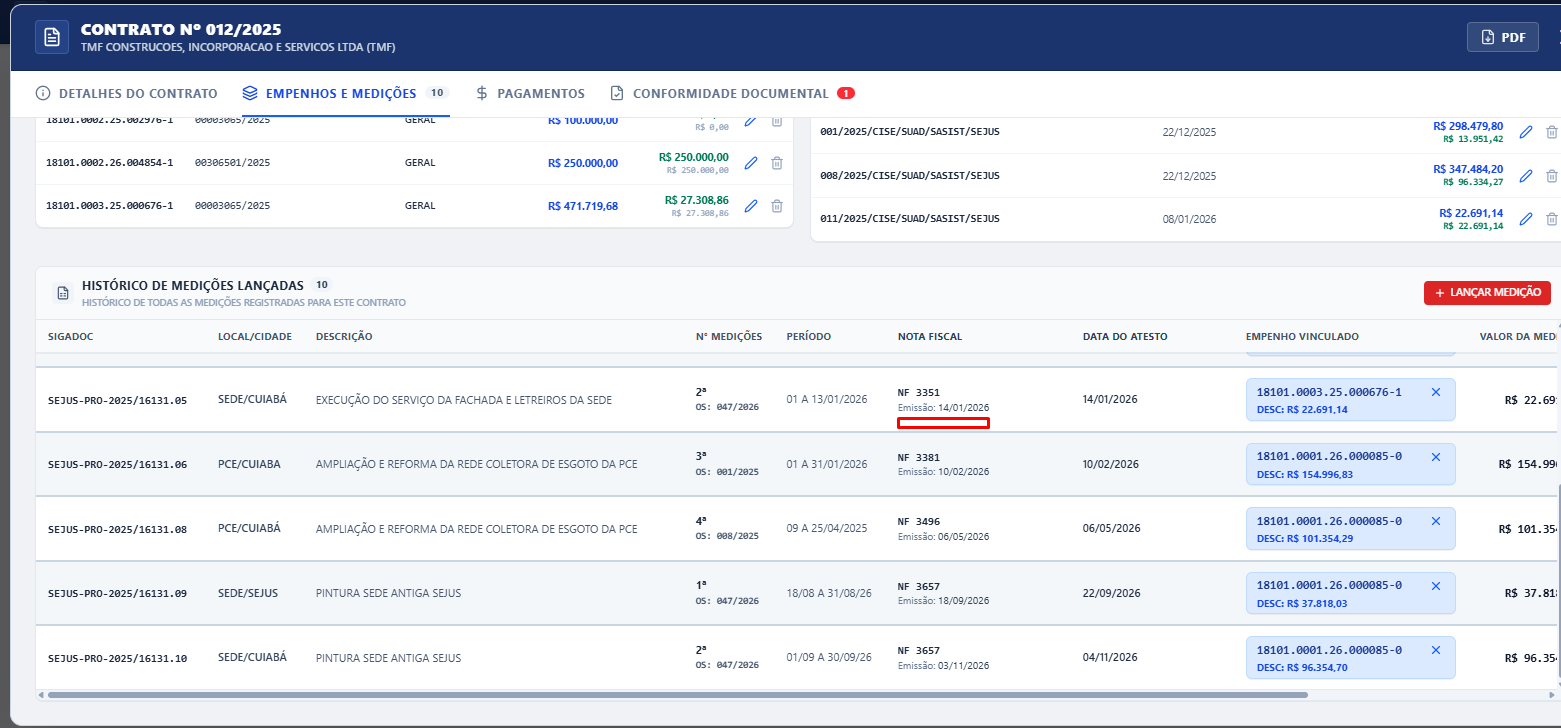 CONTRATO Nº 012/2025
TMF CONSTRUCOES, INCORPORACAO E SERVICOS LTDA (TMF)
PDF
DETALHES DO CONTRATO EMPENHOS E MEDIÇÕES 10 PAGAMENTOS CONFORMIDADE DOCUMENTAL 1
18101.0002.25.002976-1 00003065/2025 GERAL R$ 100.000,00
R$ 0,00
18101.0002.26.004854-1 00306501/2025 GERAL R$ 250.000,00 R$ 250.000,00
R$ 250.000,00
18101.0003.25.000676-1 00003065/2025 GERAL R$ 471.719,68 R$ 27.308,86
R$ 27.308,86
001/2025/CISE/SUAD/SASIST/SEJUS 22/12/2025 R$ 298.479,80
R$ 13.951,42
008/2025/CISE/SUAD/SASIST/SEJUS 22/12/2025 R$ 347.484,20
R$ 96.334,27
011/2025/CISE/SUAD/SASIST/SEJUS 08/01/2026 R$ 22.691,14
R$ 22.691,14
HISTÓRICO DE MEDIÇÕES LANÇADAS 10
HISTÓRICO DE TODAS AS MEDIÇÕES REGISTRADAS PARA ESTE CONTRATO
+ LANÇAR MEDIÇÃO
SIGADOC LOCAL/CIDADE DESCRIÇÃO Nº MEDIÇÕES PERÍODO NOTA FISCAL DATA DO ATESTO EMPENHO VINCULADO VALOR DA MED
SEJUS-PRO-2025/16131.05 SEDE/CUIABÁ EXECUÇÃO DO SERVIÇO DA FACHADA E LETREIROS DA SEDE 2ª 01 A 13/01/2026 NF 3351 14/01/2026 18101.0003.25.000676-1 R$ 22.691
OS: 047/2026 Emissão: 14/01/2026 DESC: R$ 22.691,14
SEJUS-PRO-2025/16131.06 PCE/CUIABA AMPLIAÇÃO E REFORMA DA REDE COLETORA DE ESGOTO DA PCE 3ª 01 A 31/01/2026 NF 3381 10/02/2026 18101.0001.26.000085-0 R$ 154.996
OS: 001/2025 Emissão: 10/02/2026 DESC: R$ 154.996,83
SEJUS-PRO-2025/16131.08 PCE/CUIABÁ AMPLIAÇÃO E REFORMA DA REDE COLETORA DE ESGOTO DA PCE 4ª 09 A 25/04/2025 NF 3496 06/05/2026 18101.0001.26.000085-0 R$ 101.354
OS: 008/2025 Emissão: 06/05/2026 DESC: R$ 101.354,29
SEJUS-PRO-2025/16131.09 SEDE/SEJUS PINTURA SEDE ANTIGA SEJUS 1ª 18/08 A 31/08/26 NF 3657 22/09/2026 18101.0001.26.000085-0 R$ 37.818
OS: 047/2026 Emissão: 18/09/2026 DESC: R$ 37.818,03
SEJUS-PRO-2025/16131.10 SEDE/CUIABÁ PINTURA SEDE ANTIGA SEJUS 2ª 01/09 A 30/09/26 NF 3657 04/11/2026 18101.0001.26.000085-0 R$ 96.354
OS: 047/2026 Emissão: 03/11/2026 DESC: R$ 96.354,70